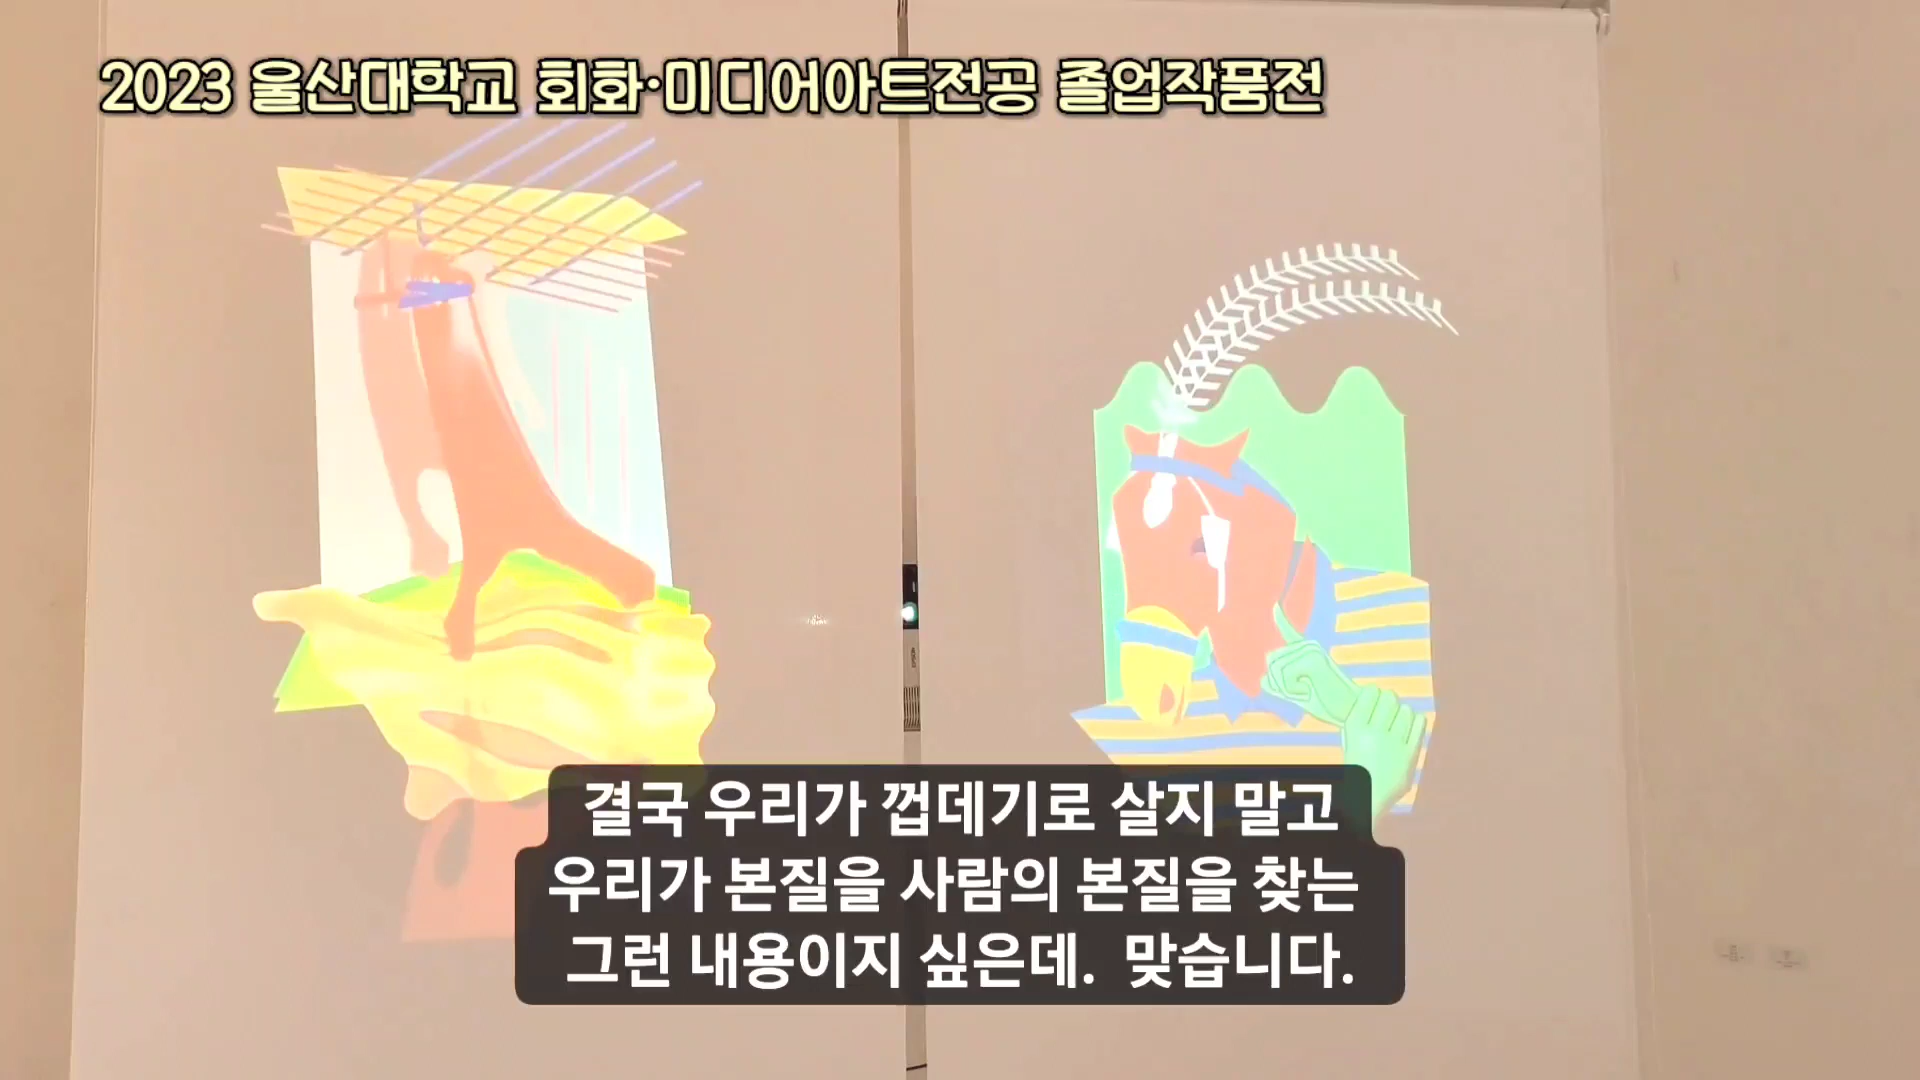 2023 울산대학교 회화·미디어아트전공 졸업작품전
결국 우리가 껍데기로 살지 말고
우리가 본질을 사람의 본질을 찾는
그런 내용이지 싶은데. 맞습니다.